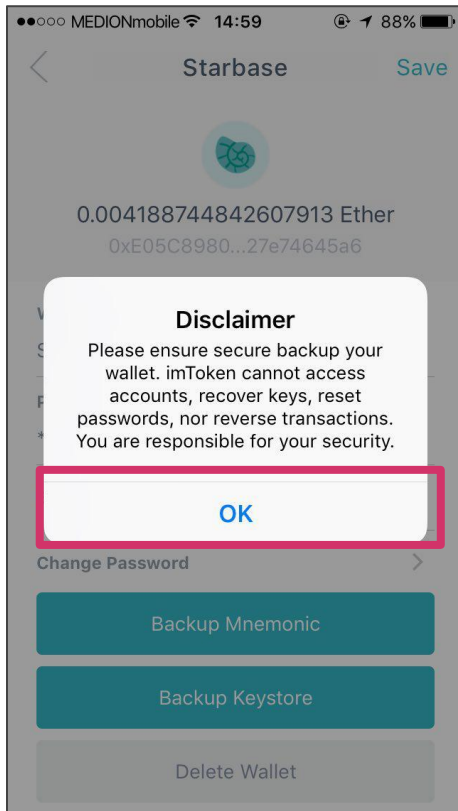 MEDIONmobile 14:59 88%
Starbase Save
0.004188744842607913 Ether
0xE05C8980...27e74645a6
Disclaimer
Please ensure secure backup your
wallet. imToken cannot access
accounts, recover keys, reset
passwords, nor reverse transactions.
You are responsible for your security.
OK
Change Password
Backup Mnemonic
Backup Keystore
Delete Wallet